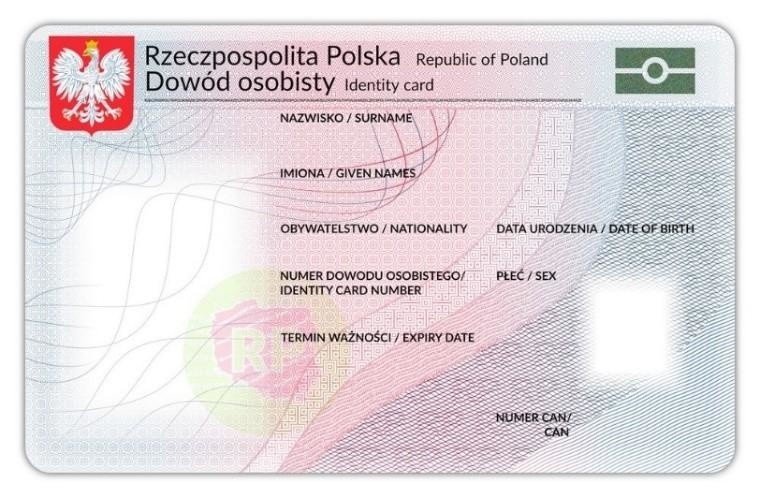 Rzeczpospolita Polska Republic of Poland
Dowód osobisty Identity card
NAZWISKO / SURNAME
IMIONA / GIVEN NAMES
OBYWATELSTWO / NATIONALITY DATA URODZENIA / DATE OF BIRTH
NUMER DOWODU OSOBISTEGO/ PŁEĆ / SEX
IDENTITY CARD NUMBER
TERMIN WAŻNOŚCI / EXPIRY DATE
RP
NUMER CAN/
CAN